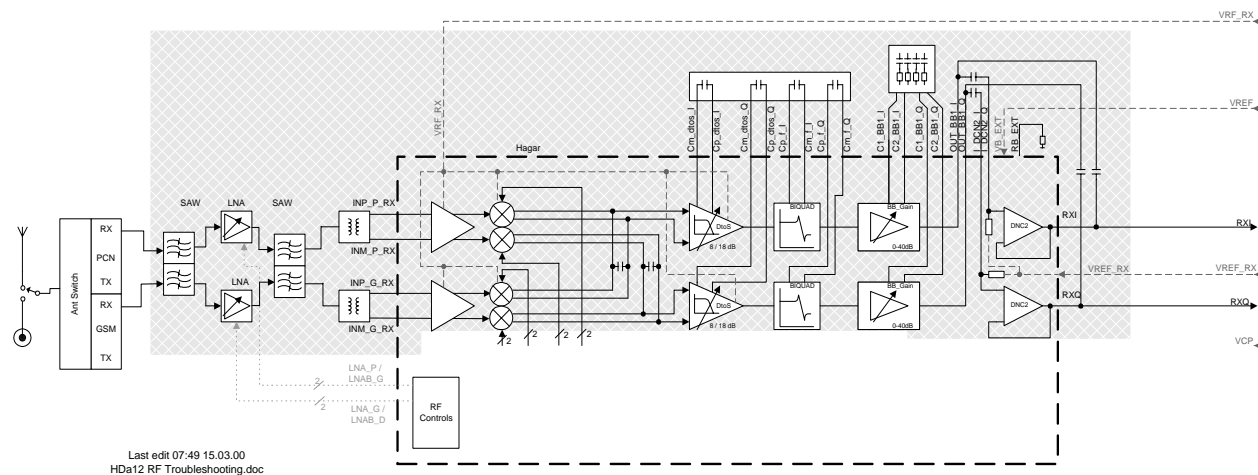 VRF_RX
VREF
VRF_RX
Cm_dtos_I
Cp_dtos_I
Cm_dtos_Q
Cp_dtos_Q
Cp_f_I
Cm_f_I
Cp_f_Q
Cm_f_Q
C1_BB1_I
C2_BB1_I
C1_BB1_Q
C2_BB1_Q
OUT_BB1_I
OUT_BB1_Q
I_DCN2_I
I_DCN2_Q
VB_EXT
RB_EXT
Hagar
SAW
LNA
SAW
INP_P_RX
INM_P_RX
DtoS
8 / 18 dB
BIQUAD
BB_Gain
0-40dB
DNC2
RXI
RXI
Ant Switch
RX
PCN
TX
RX
GSM
TX
LNA
INP_G_RX
INM_G_RX
2
2
2
2
DtoS
8 / 18 dB
BIQUAD
BB_Gain
0-40dB
DNC2
VREF_RX
VREF_RX
RXQ
RXQ
VCP
LNA_P /
LNAB_G
2
2
LNA_G /
LNAB_D
RF
Controls
Last edit 07:49 15.03.00
HDa12 RF Troubleshooting.doc